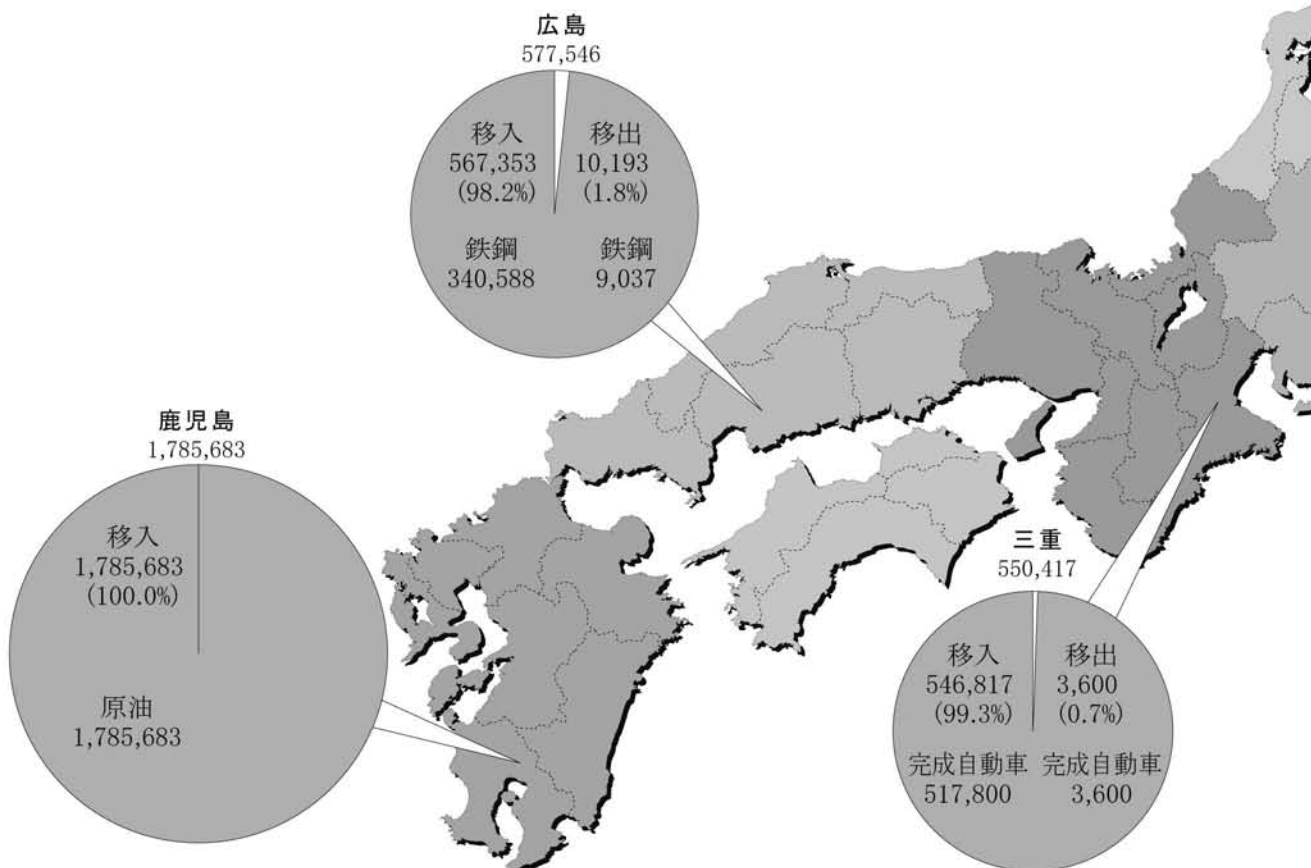 広島
577,546
移入
567,353
(98.2%)
移出
10,193
(1.8%)
鉄鋼
340,588
鉄鋼
9,037
鹿児島
1,785,683
移入
1,785,683
(100.0%)
原油
1,785,683
三重
550,417
移入
546,817
(99.3%)
移出
3,600
(0.7%)
完成自動車
517,800
完成自動車
3,600